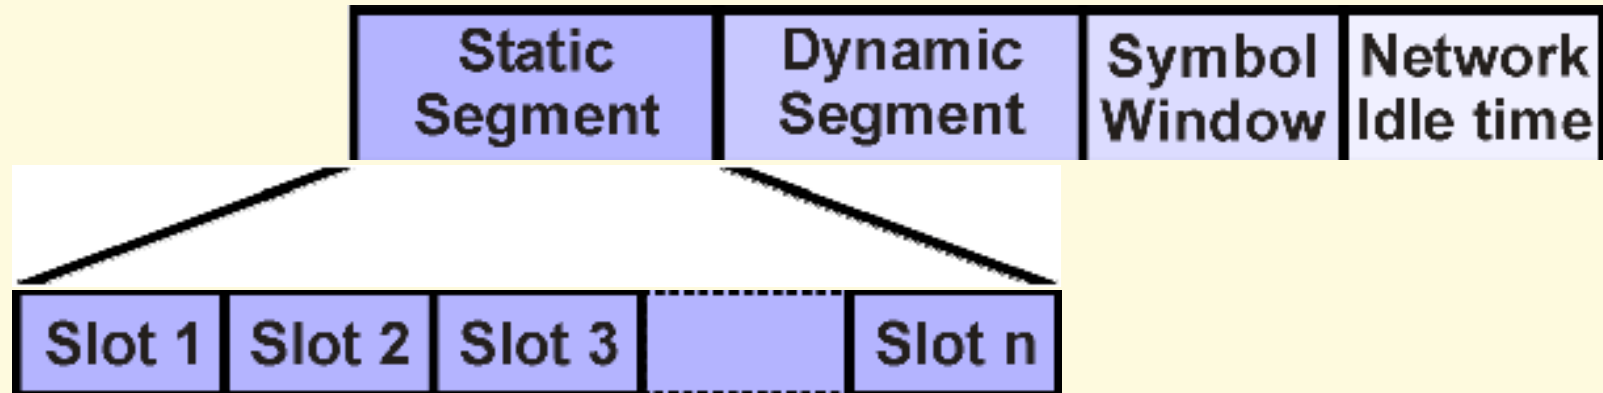 Static
Segment
Dynamic
Segment
Symbol
Window
Network
Idle time
Slot 1
Slot 2
Slot 3
Slot n